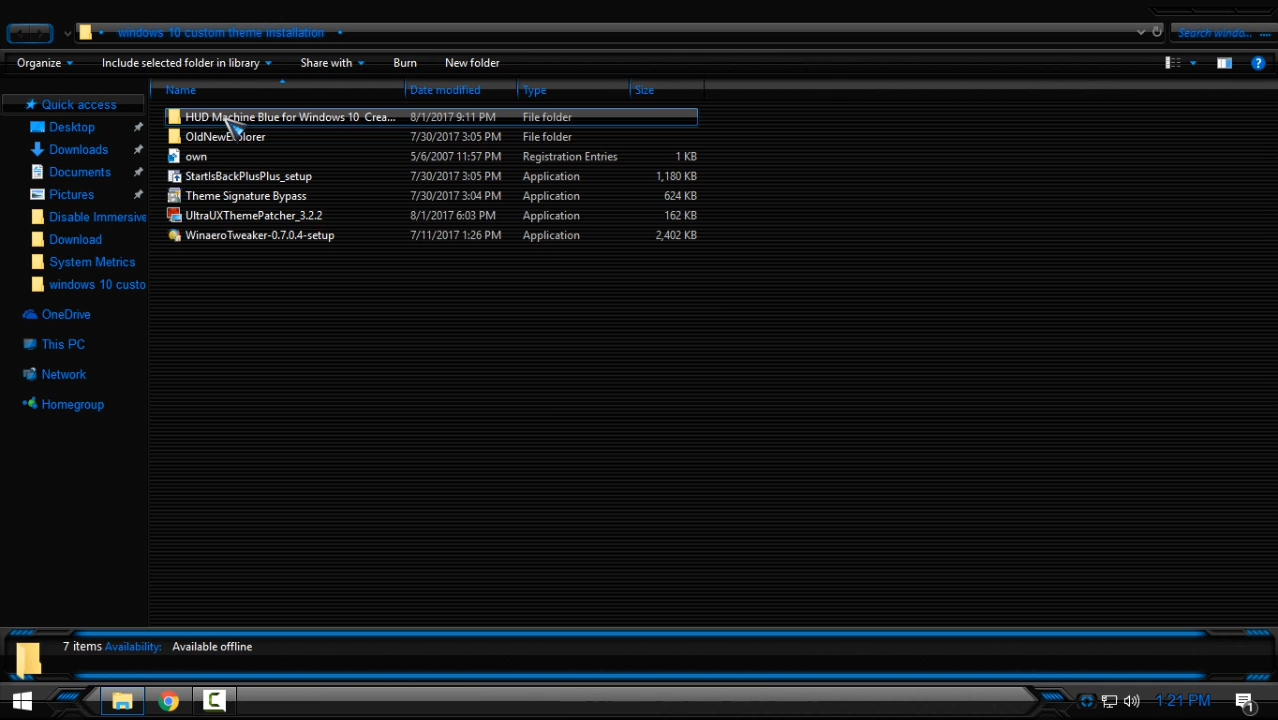 windows 10 custom theme installation
Search windo...
Organize
Include selected folder in library
Share with
Burn
New folder
Name
Date modified
Type
Size
Quick access
Desktop
Downloads
Documents
Pictures
Disable Immersive
Download
System Metrics
windows 10 custo
OneDrive
This PC
Network
Homegroup
HUD Machine Blue for Windows 10 Crea... 8/1/2017 9:11 PM File folder
OldNewExplorer 7/30/2017 3:05 PM File folder
own 5/6/2007 11:57 PM Registration Entries 1 KB
StartIsBackPlusPlus_setup 7/30/2017 3:05 PM Application 1,180 KB
Theme Signature Bypass 7/30/2017 3:04 PM Application 624 KB
UltraUXThemePatcher_3.2.2 8/1/2017 6:03 PM Application 162 KB
WinaeroTweaker-0.7.0.4-setup 7/11/2017 1:26 PM Application 2,402 KB
7 items Availability: Available offline
1:21 PM
1